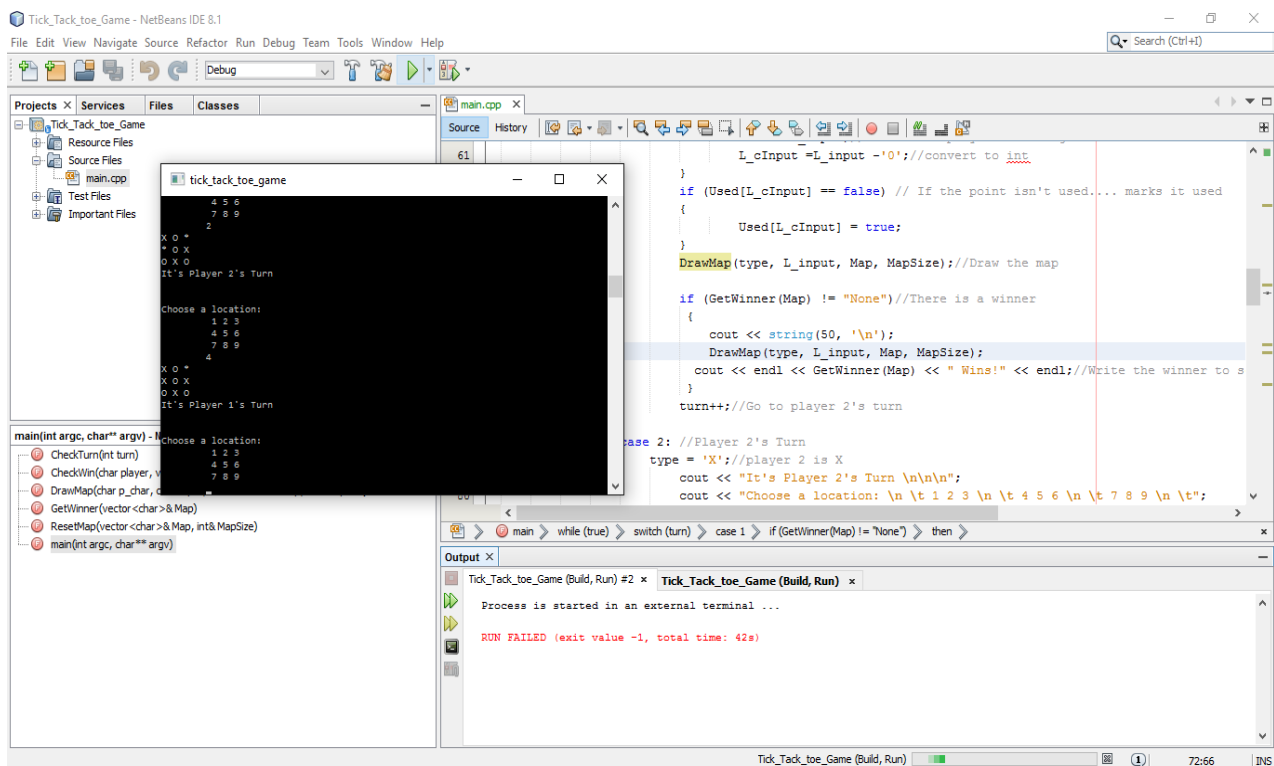 Tick_Tack_toe_Game - NetBeans IDE 8.1
File Edit View Navigate Source Refactor Run Debug Team Tools Window Help
Search (Ctrl+I)
Debug
Projects Services Files Classes
Tick_Tack_toe_Game
Resource Files
Source Files
main.cpp
Test Files
Important Files
tick_tack_toe_game
4 5 6
7 8 9
2
X O *
* O X
O X O
It's Player 2's Turn
Choose a location:
1 2 3
4 5 6
7 8 9
4
X O *
X O X
O X O
It's Player 1's Turn
Choose a location:
1 2 3
4 5 6
7 8 9
main(int argc, char** argv) -
CheckTurn(int turn)
CheckWin(char player, v
DrawMap(char p_char, c
GetWinner(vector<char>& Map)
ResetMap(vector<char>& Map, int& MapSize)
main(int argc, char** argv)
main.cpp
Source History
61 L_cInput =L_input -'0';//convert to int
}
if (Used[L_cInput] == false) // If the point isn't used.... marks it used
{
Used[L_cInput] = true;
}
DrawMap(type, L_input, Map, MapSize);//Draw the map
if (GetWinner(Map) != "None")//There is a winner
{
cout << string(50, '\n');
DrawMap(type, L_input, Map, MapSize);
cout << endl << GetWinner(Map) << " Wins!" << endl;//Write the winner to s
}
turn++;//Go to player 2's turn
case 2: //Player 2's Turn
type = 'X';//player 2 is X
cout << "It's Player 2's Turn \n\n\n";
cout << "Choose a location: \n \t 1 2 3 \n \t 4 5 6 \n \t 7 8 9 \n \t";
main while (true) switch (turn) case 1 if (GetWinner(Map) != "None") then
Output
Tick_Tack_toe_Game (Build, Run) #2 Tick_Tack_toe_Game (Build, Run)
Process is started in an external terminal ...
RUN FAILED (exit value -1, total time: 42s)
Tick_Tack_toe_Game (Build, Run) 1 72:66 INS